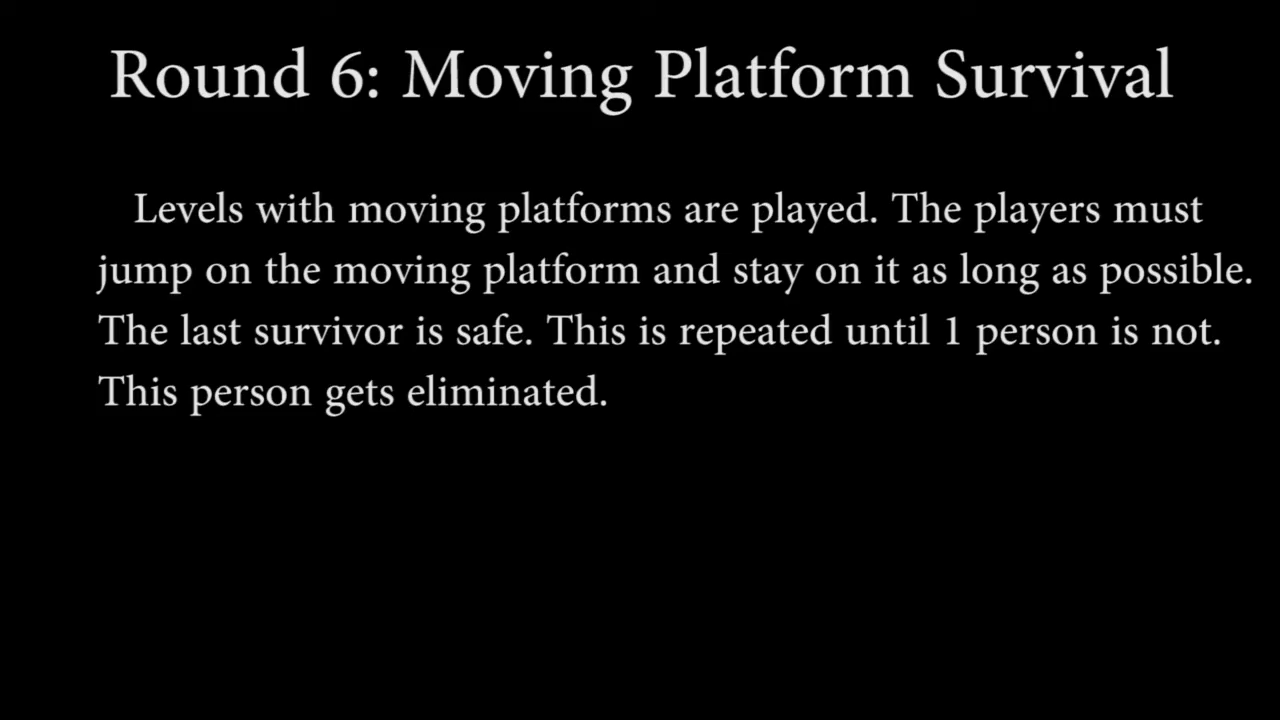 Round 6: Moving Platform Survival
Levels with moving platforms are played. The players must
jump on the moving platform and stay on it as long as possible.
The last survivor is safe. This is repeated until 1 person is not.
This person gets eliminated.